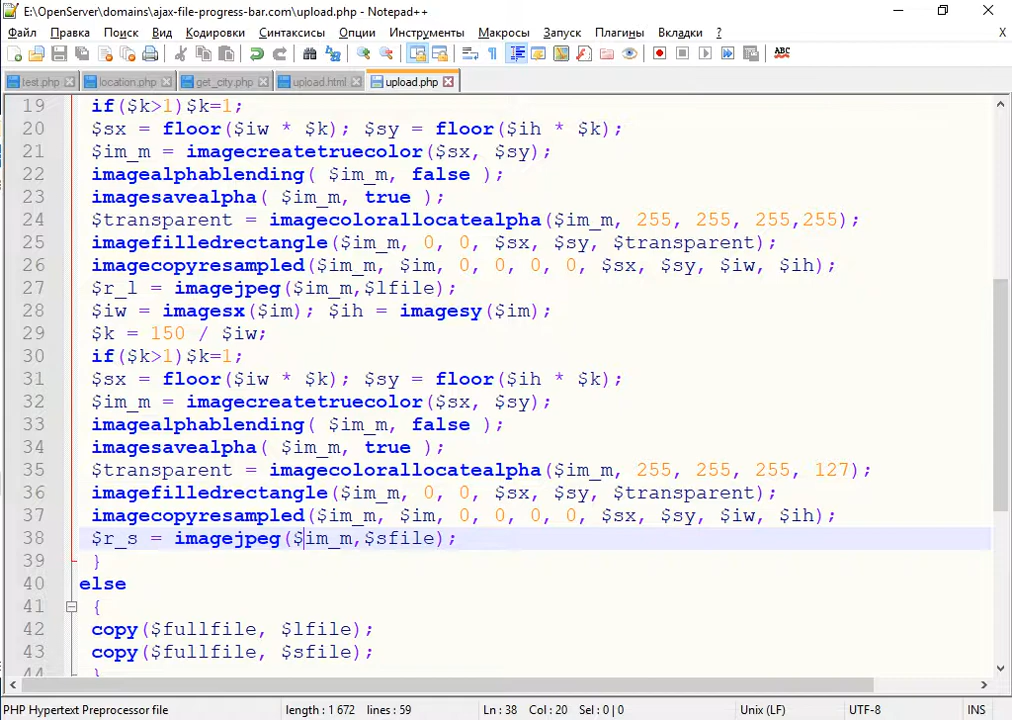 E:\OpenServer\domains\ajax-file-progress-bar.com\upload.php - Notepad++
Файл Правка Поиск Вид Кодировки Синтаксисы Опции Инструменты Макросы Запуск Плагины Вкладки ? X
test.php location.php get_city.php upload.html upload.php
19 if($k>1)$k=1;
20 $sx = floor($iw * $k); $sy = floor($ih * $k);
21 $im_m = imagecreatetruecolor($sx, $sy);
22 imagealphablending( $im_m, false );
23 imagesavealpha( $im_m, true );
24 $transparent = imagecolorallocatealpha($im_m, 255, 255, 255,255);
25 imagefilledrectangle($im_m, 0, 0, $sx, $sy, $transparent);
26 imagecopyresampled($im_m, $im, 0, 0, 0, 0, $sx, $sy, $iw, $ih);
27 $r_l = imagejpeg($im_m,$lfile);
28 $iw = imagesx($im); $ih = imagesy($im);
29 $k = 150 / $iw;
30 if($k>1)$k=1;
31 $sx = floor($iw * $k); $sy = floor($ih * $k);
32 $im_m = imagecreatetruecolor($sx, $sy);
33 imagealphablending( $im_m, false );
34 imagesavealpha( $im_m, true );
35 $transparent = imagecolorallocatealpha($im_m, 255, 255, 255, 127);
36 imagefilledrectangle($im_m, 0, 0, $sx, $sy, $transparent);
37 imagecopyresampled($im_m, $im, 0, 0, 0, 0, $sx, $sy, $iw, $ih);
38 $r_s = imagejpeg($im_m,$sfile);
39 }
40 else
41 {
42 copy($fullfile, $lfile);
43 copy($fullfile, $sfile);
44 }
PHP Hypertext Preprocessor file length : 1 672 lines : 59 Ln : 38 Col : 20 Sel : 0 | 0 Unix (LF) UTF-8 INS